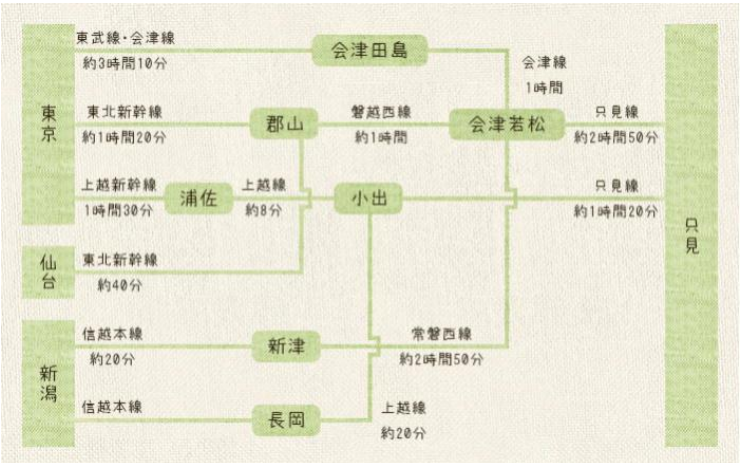 東武線・会津線
約3時間10分
会津田島
会津線
1時間
東京
東北新幹線
約1時間20分
郡山
磐越西線
約1時間
会津若松
只見線
約2時間50分
上越新幹線
1時間30分
浦佐
上越線
約8分
小出
只見線
約1時間20分
只見
仙台
東北新幹線
約40分
新潟
信越本線
約20分
新津
常磐西線
約2時間50分
信越本線
長岡
上越線
約20分